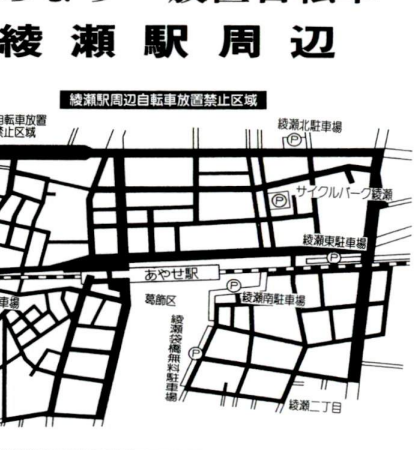 綾瀬駅周辺
綾瀬駅周辺自転車放置禁止区域
自転車放置
禁止区域
綾瀬北駐車場
P
サイクルパーク綾瀬
P
綾瀬東駐車場
P
あやせ駅
葛飾区
P
綾瀬南駐車場
車場
綾瀬袋橋無料駐車場
P
綾瀬二丁目